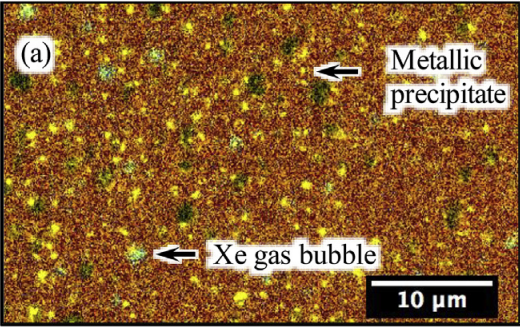 (a)
Metallic
precipitate
Xe gas bubble
10 μm